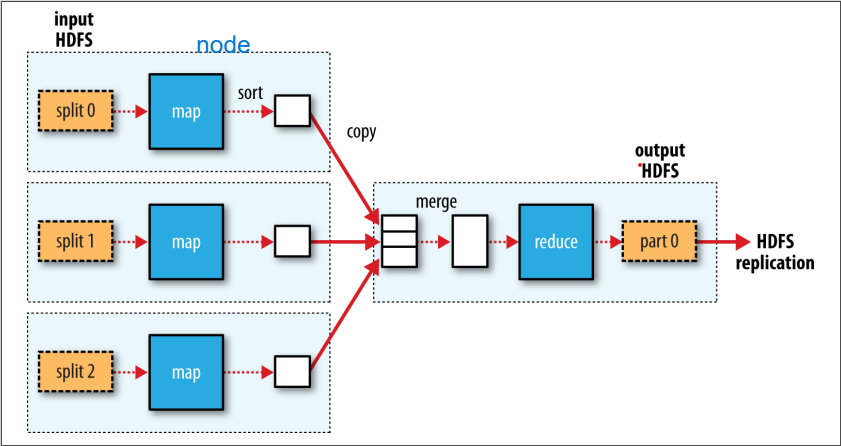 input
HDFS
node
split 0
map
sort
copy
split 1
map
split 2
map
merge
reduce
output
HDFS
part 0
HDFS
replication